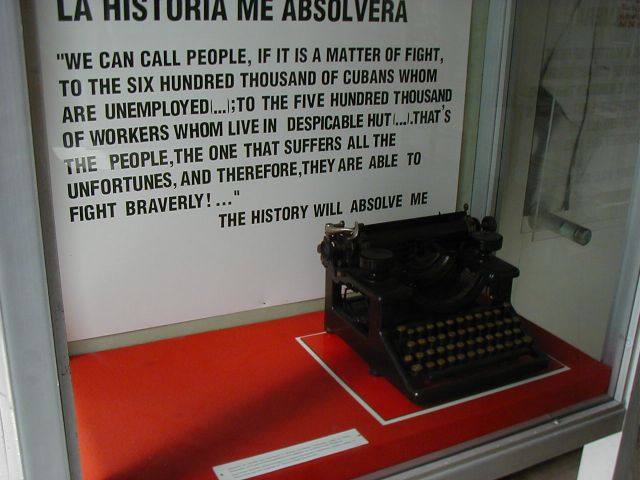 LA HISTORIA ME ABSOLVERA
"WE CAN CALL PEOPLE, IF IT IS A MATTER OF FIGHT,
TO THE SIX HUNDRED THOUSAND OF CUBANS WHOM
ARE UNEMPLOYED(...);TO THE FIVE HUNDRED THOUSAND
OF WORKERS WHOM LIVE IN DESPICABLE HUT(...).THAT'S
THE PEOPLE,THE ONE THAT SUFFERS ALL THE
UNFORTUNES, AND THEREFORE,THEY ARE ABLE TO
FIGHT BRAVERLY! ..."
THE HISTORY WILL ABSOLVE ME